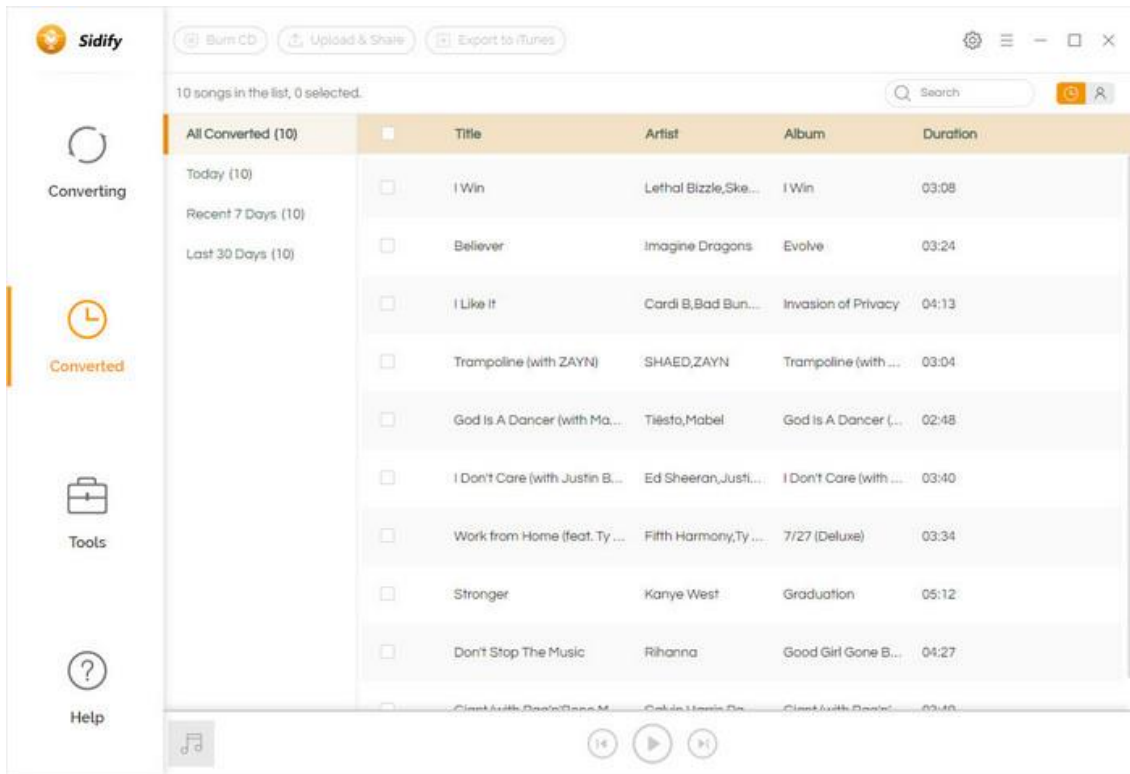 Sidify
Burn CD Upload & Share Export to iTunes
10 songs in the list, 0 selected.
Search
Converting
Converted
Tools
Help
All Converted (10)
Today (10)
Recent 7 Days (10)
Last 30 Days (10)
Title Artist Album Duration
I Win Lethal Bizzle,Ske... I Win 03:08
Believer Imagine Dragons Evolve 03:24
I Like It Cardi B,Bad Bun... Invasion of Privacy 04:13
Trampoline (with ZAYN) SHAED,ZAYN Trampoline (with ... 03:04
God Is A Dancer (with Ma... Tiësto,Mabel God Is A Dancer (... 02:48
I Don't Care (with Justin B... Ed Sheeran,Justi... I Don't Care (with ... 03:40
Work from Home (feat. Ty ... Fifth Harmony,Ty ... 7/27 (Deluxe) 03:34
Stronger Kanye West Graduation 05:12
Don't Stop The Music Rihanna Good Girl Gone B... 04:27